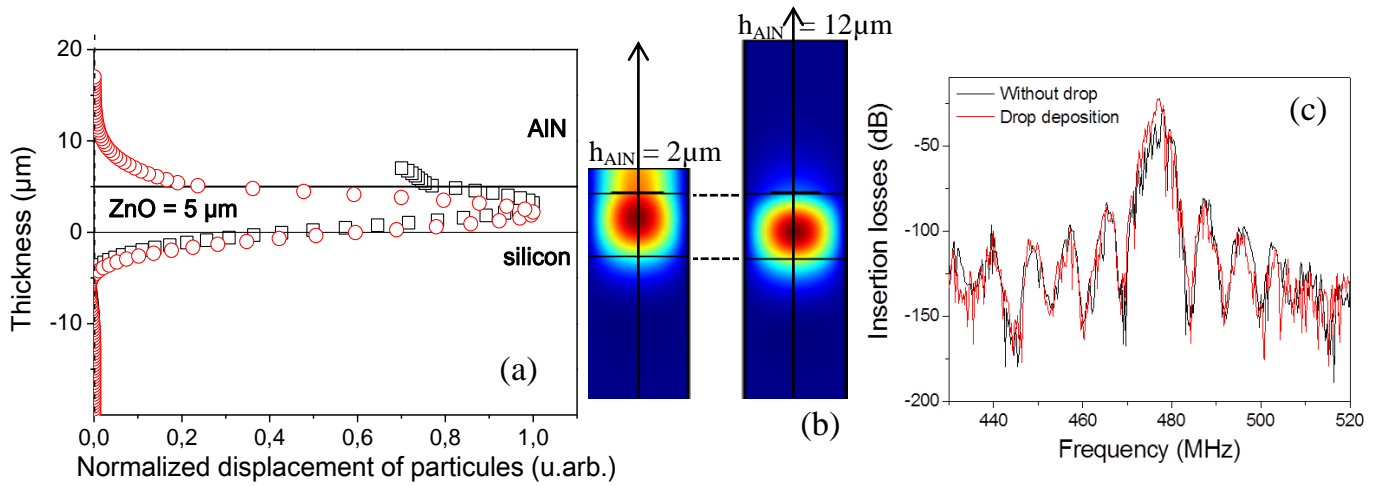 (a)
20
10
0
-10
Thickness (µm)
AlN
ZnO = 5 µm
silicon
0,0 0,2 0,4 0,6 0,8 1,0
Normalized displacement of particules (u.arb.)
hAlN = 2µm
hAlN = 12µm
(b)
Without drop
Drop deposition
(c)
-50
-100
-150
-200
Insertion losses (dB)
440 460 480 500 520
Frequency (MHz)